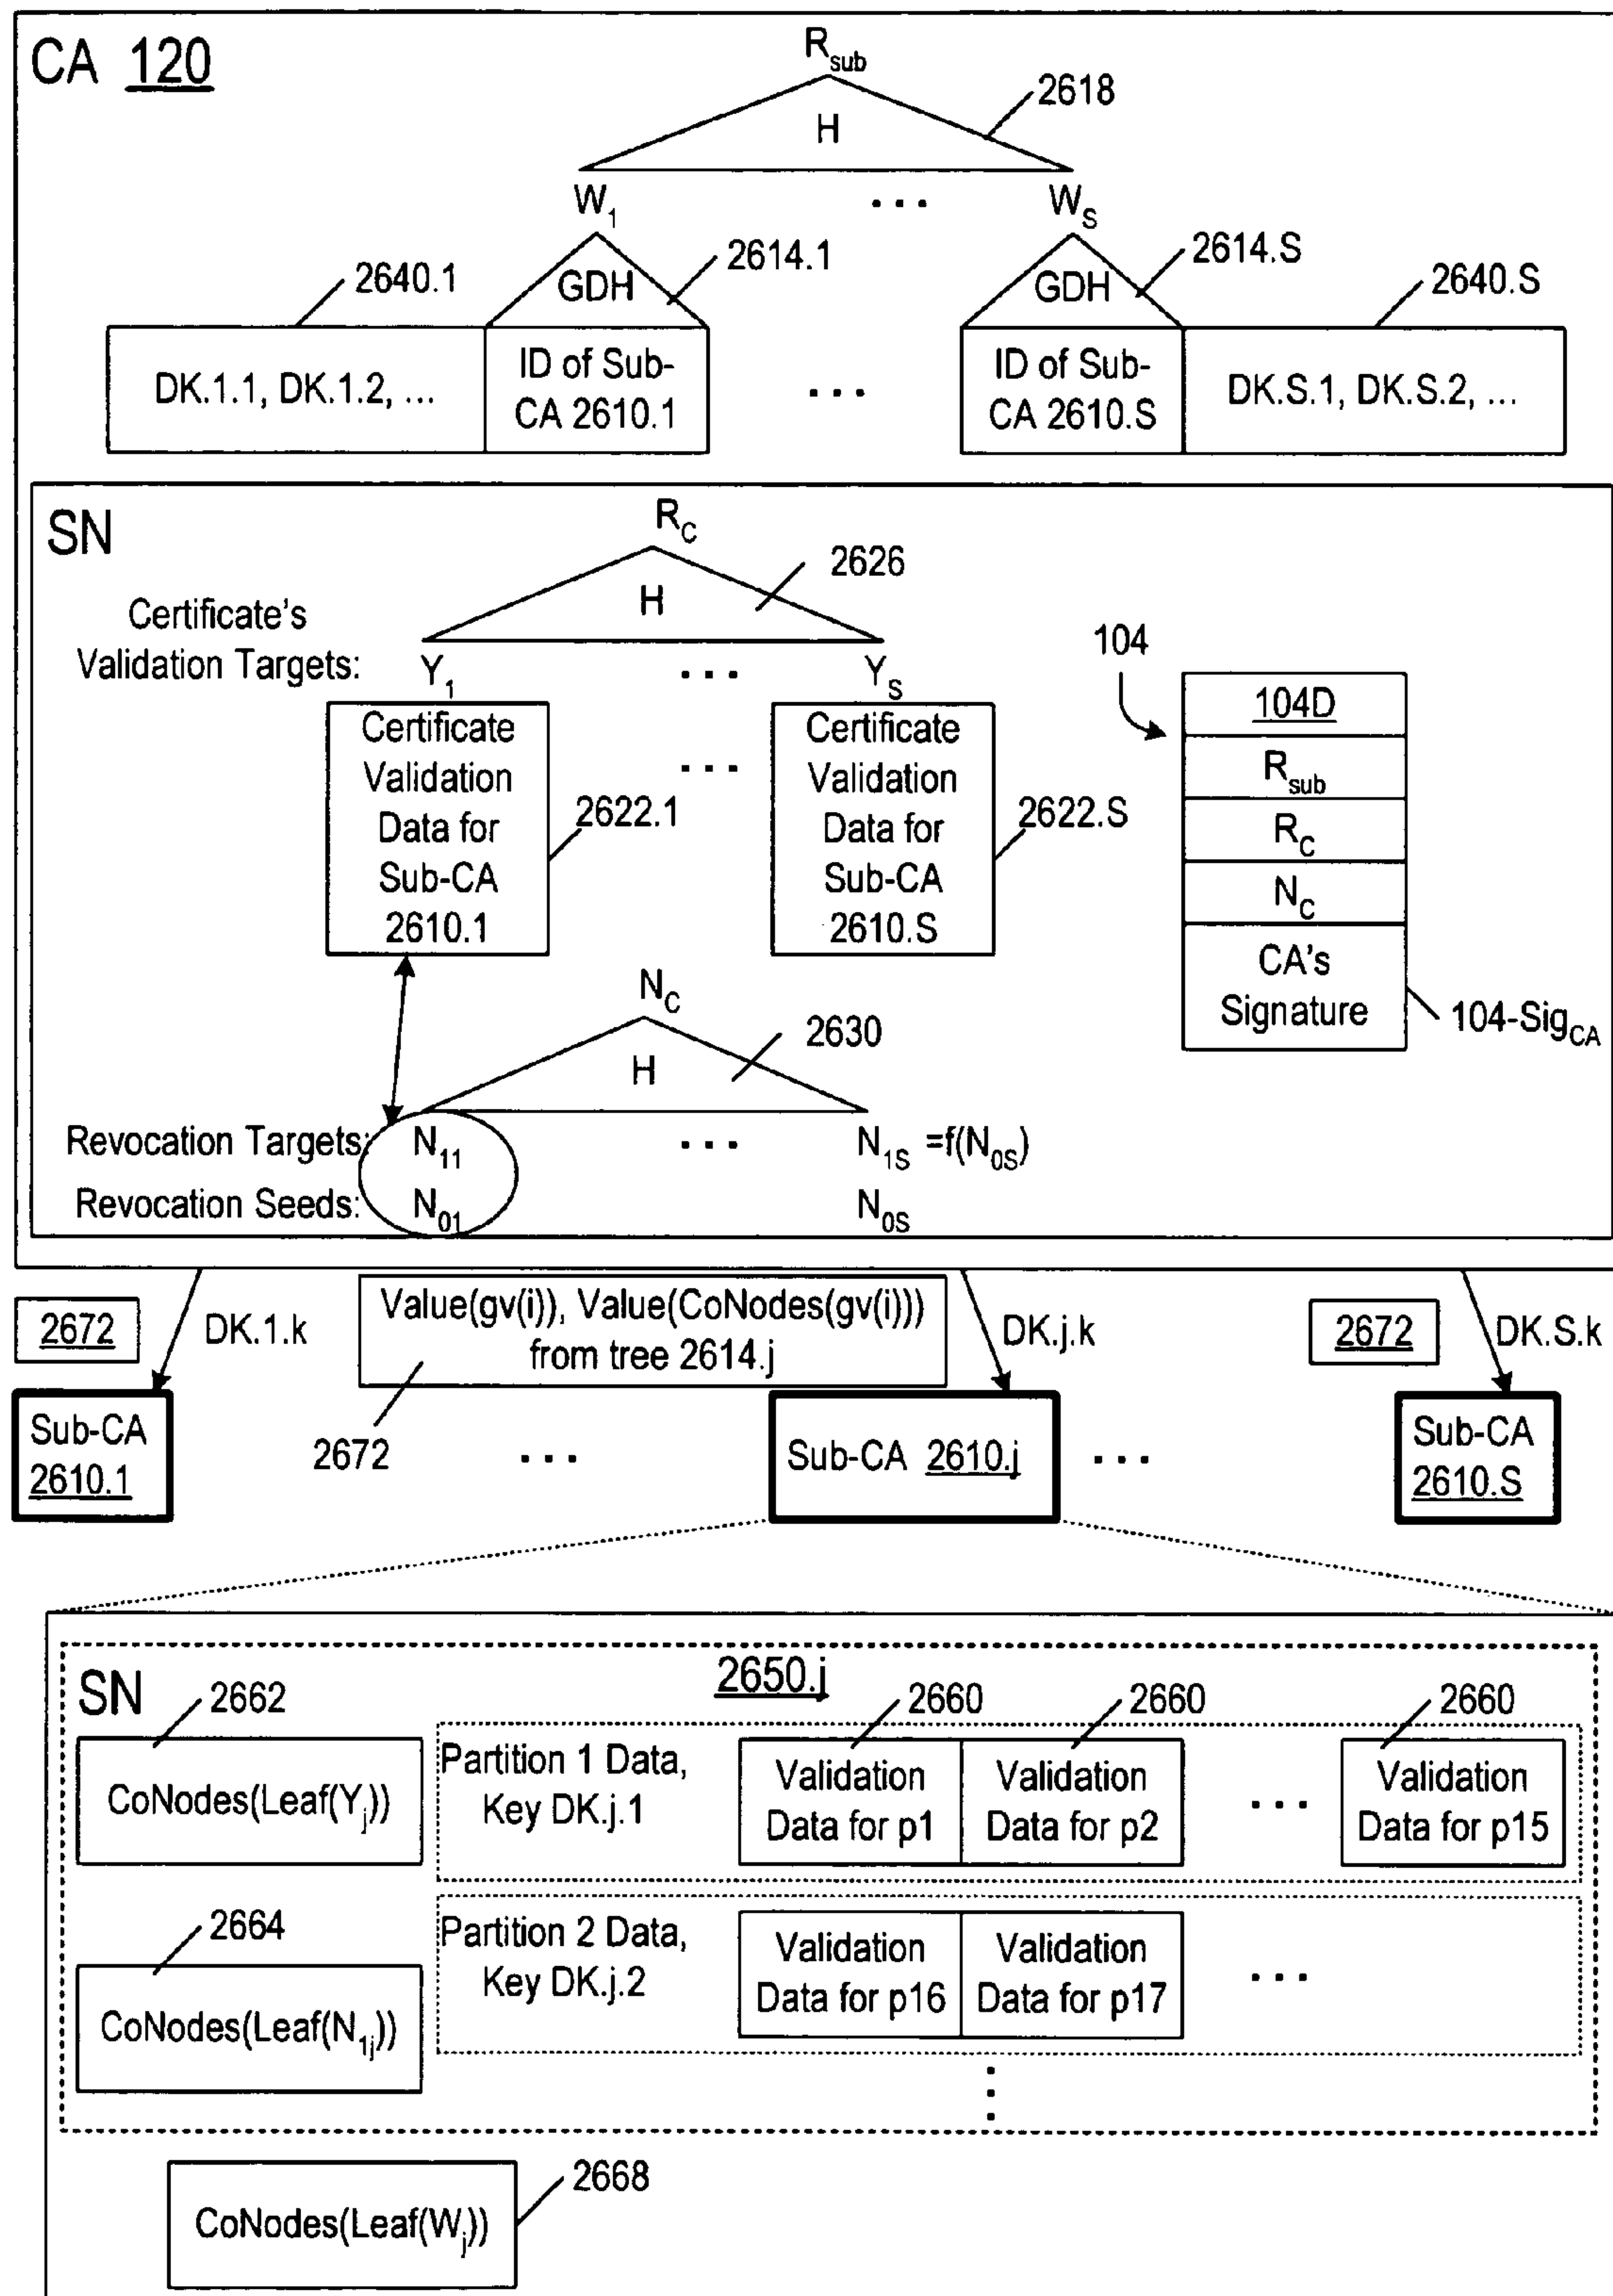 CA 120
R_sub
2618
H
W_1 ... W_S
2640.1
2614.1
GDH
2614.S
GDH
2640.S
DK.1.1, DK.1.2, ...
ID of Sub-
CA 2610.1
...
ID of Sub-
CA 2610.S
DK.S.1, DK.S.2, ...
SN
R_C
2626
H
Certificate's
Validation Targets:
Y_1 ... Y_S
Certificate
Validation
Data for
Sub-CA
2610.1
2622.1
...
Certificate
Validation
Data for
Sub-CA
2610.S
2622.S
104
104D
R_sub
R_C
N_C
CA's
Signature
104-Sig_CA
N_C
2630
H
Revocation Targets: N_11 ... N_1S =f(N_0S)
Revocation Seeds: N_01 N_0S
2672
DK.1.k
Value(gv(i)), Value(CoNodes(gv(i)))
from tree 2614.j
DK.j.k
2672
DK.S.k
Sub-CA
2610.1
2672
...
Sub-CA 2610.j
...
Sub-CA
2610.S
SN
2650.j
2662
CoNodes(Leaf(Y_j))
2660
2660
2660
Partition 1 Data,
Key DK.j.1
Validation
Data for p1
Validation
Data for p2
...
Validation
Data for p15
2664
CoNodes(Leaf(N_1j))
Partition 2 Data,
Key DK.j.2
Validation
Data for p16
Validation
Data for p17
...
2668
CoNodes(Leaf(W_j))